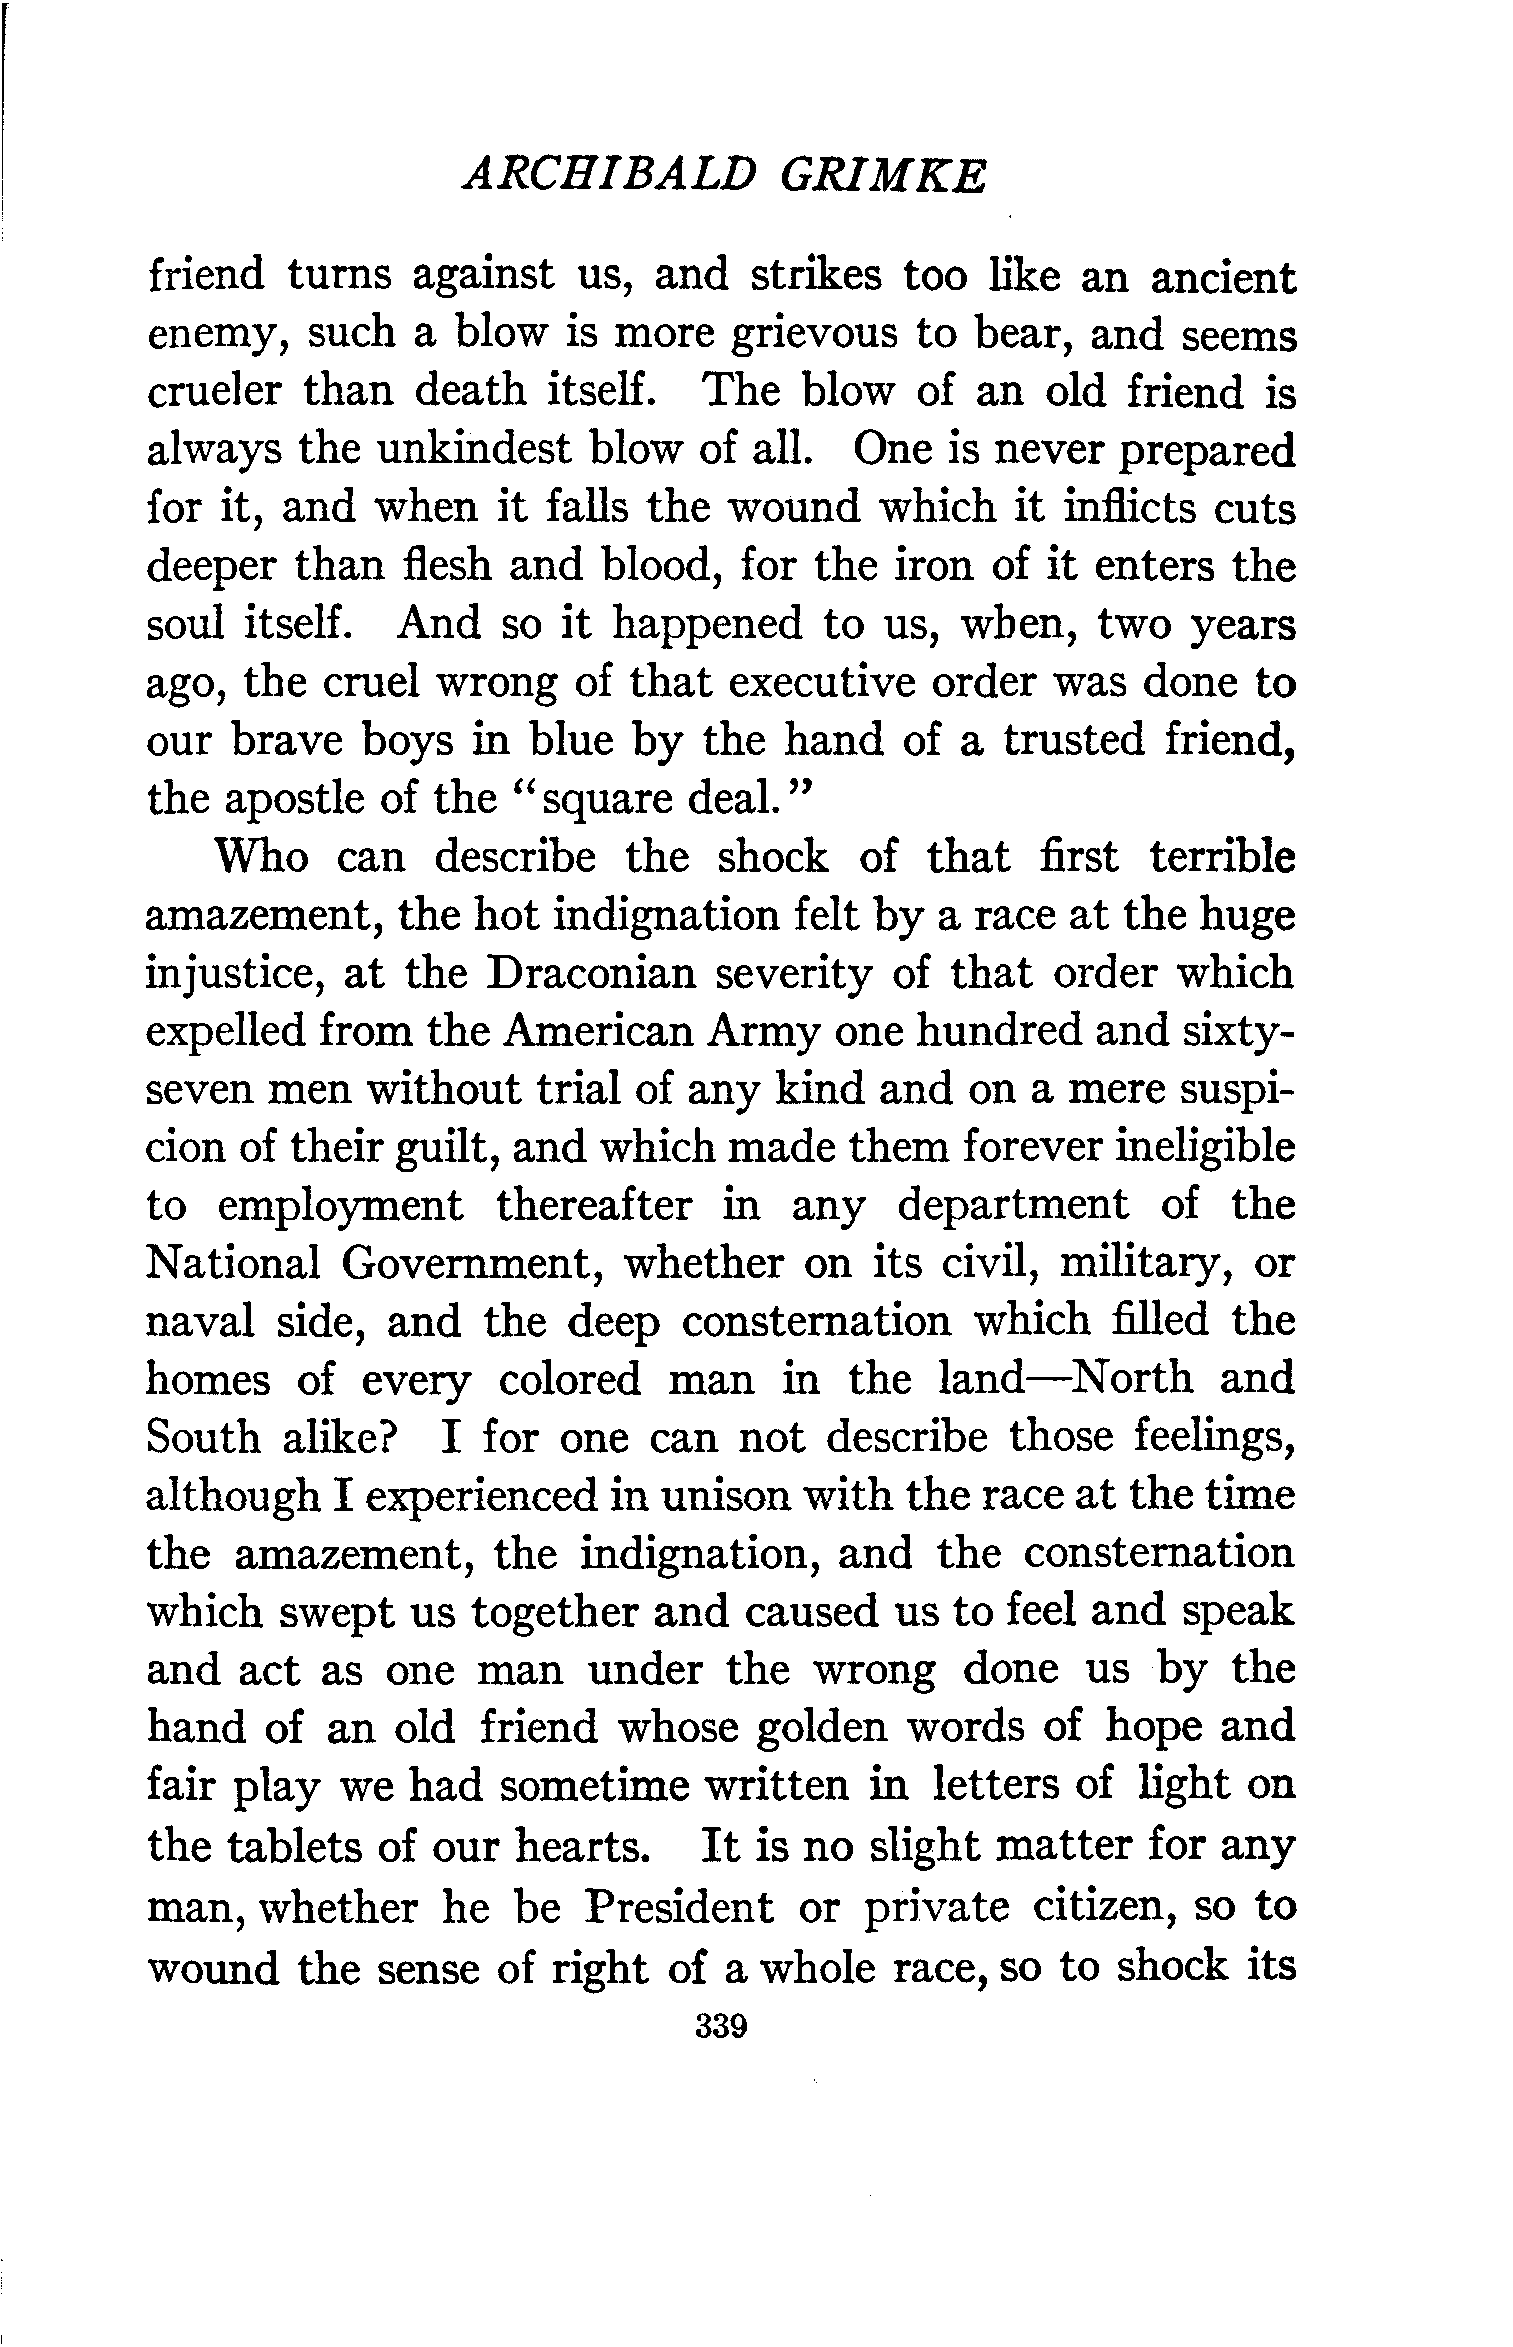 ARCHIBALD GRIMKE
friend turns against us, and strikes too like an ancient
enemy, such a blow is more grievous to bear, and seems
crueler than death itself. The blow of an old friend is
always the unkindest blow of all. One is never prepared
for it, and when it falls the wound which it inflicts cuts
deeper than flesh and blood, for the iron of it enters the
soul itself. And so it happened to us, when, two years
ago, the cruel wrong of that executive order was done to
our brave boys in blue by the hand of a trusted friend,
the apostle of the "square deal."
Who can describe the shock of that first terrible
amazement, the hot indignation felt by a race at the huge
injustice, at the Draconian severity of that order which
expelled from the American Army one hundred and sixty-
seven men without trial of any kind and on a mere suspi-
cion of their guilt, and which made them forever ineligible
to employment thereafter in any department of the
National Government, whether on its civil, military, or
naval side, and the deep consternation which filled the
homes of every colored man in the land—North and
South alike? I for one can not describe those feelings,
although I experienced in unison with the race at the time
the amazement, the indignation, and the consternation
which swept us together and caused us to feel and speak
and act as one man under the wrong done us by the
hand of an old friend whose golden words of hope and
fair play we had sometime written in letters of light on
the tablets of our hearts. It is no slight matter for any
man, whether he be President or private citizen, so to
wound the sense of right of a whole race, so to shock its
339